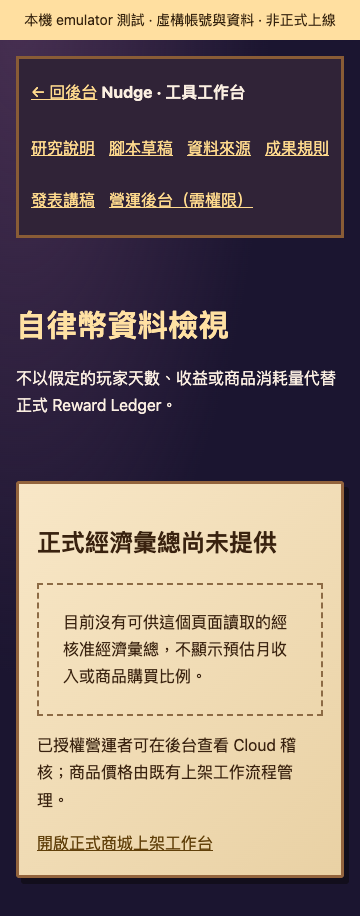 本機 emulator 測試 · 虛構帳號與資料 · 非正式上線
← 回後台 Nudge · 工具工作台
研究說明 腳本草稿 資料來源 成果規則
發表講稿 營運後台（需權限）
自律幣資料檢視
不以假定的玩家天數、收益或商品消耗量代替
正式 Reward Ledger。
正式經濟彙總尚未提供
目前沒有可供這個頁面讀取的經
核准經濟彙總，不顯示預估月收
入或商品購買比例。
已授權營運者可在後台查看 Cloud 稽
核；商品價格由既有上架工作流程管
理。
開啟正式商城上架工作台